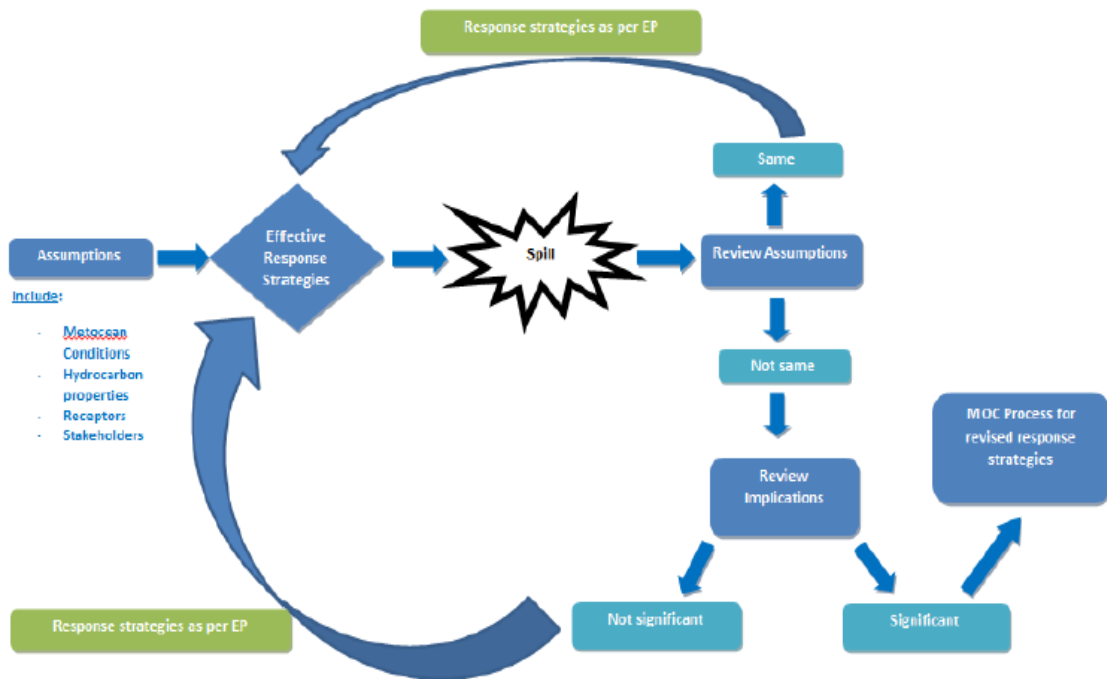 Response strategies as per EP
Same
Assumptions
Effective
Response
Strategies
Spill
Review Assumptions
Include:
- Metocean
Conditions
- Hydrocarbon
properties
- Receptors
- Stakeholders
Not same
MOC Process for
revised response
strategies
Review
Implications
Response strategies as per EP
Not significant
Significant